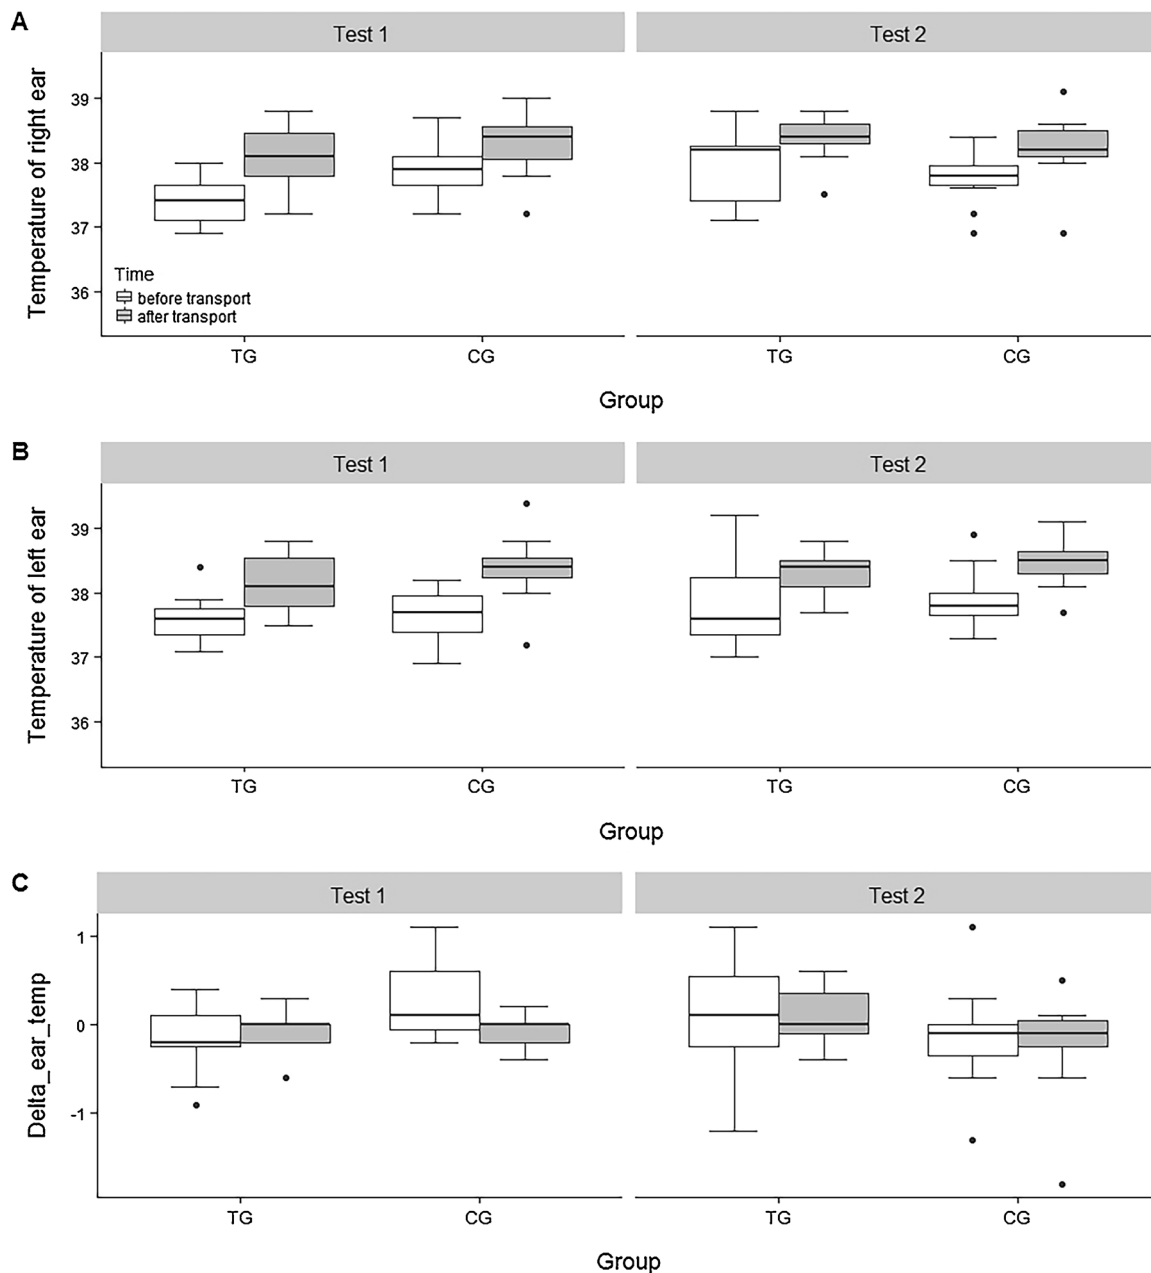 A
Test 1
Test 2
Temperature of right ear
39
38
37
36
Time
before transport
after transport
TG
CG
TG
CG
Group
B
Test 1
Test 2
Temperature of left ear
39
38
37
36
TG
CG
TG
CG
Group
C
Test 1
Test 2
Delta_ear_temp
1
0
-1
TG
CG
TG
CG
Group